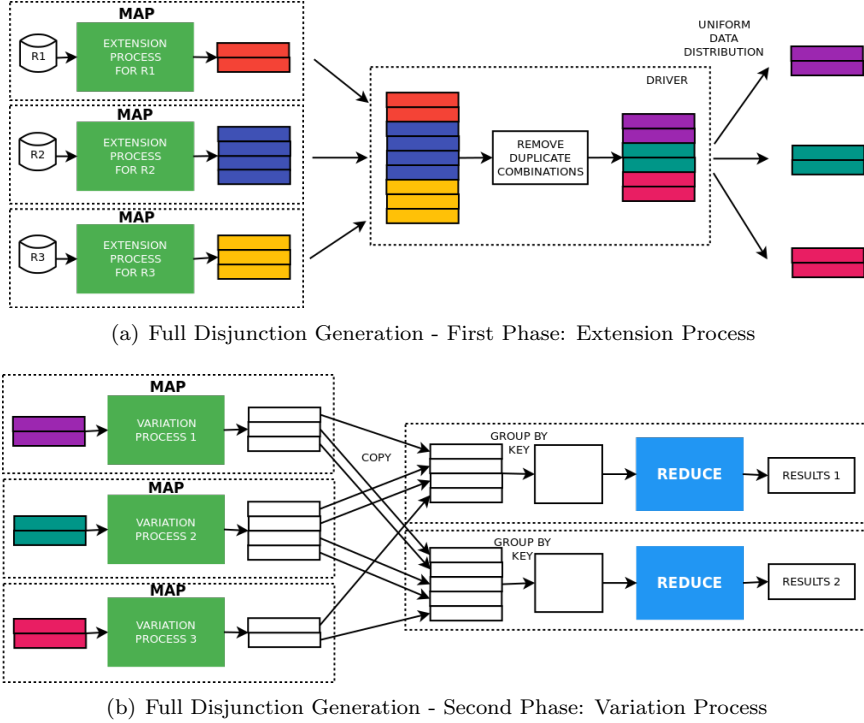 MAP
R1
EXTENSION
PROCESS
FOR R1
MAP
R2
EXTENSION
PROCESS
FOR R2
MAP
R3
EXTENSION
PROCESS
FOR R3
DRIVER
REMOVE
DUPLICATE
COMBINATIONS
UNIFORM
DATA
DISTRIBUTION
(a) Full Disjunction Generation - First Phase: Extension Process
MAP
VARIATION
PROCESS 1
MAP
VARIATION
PROCESS 2
MAP
VARIATION
PROCESS 3
COPY
GROUP BY
KEY
REDUCE
RESULTS 1
GROUP BY
KEY
REDUCE
RESULTS 2
(b) Full Disjunction Generation - Second Phase: Variation Process